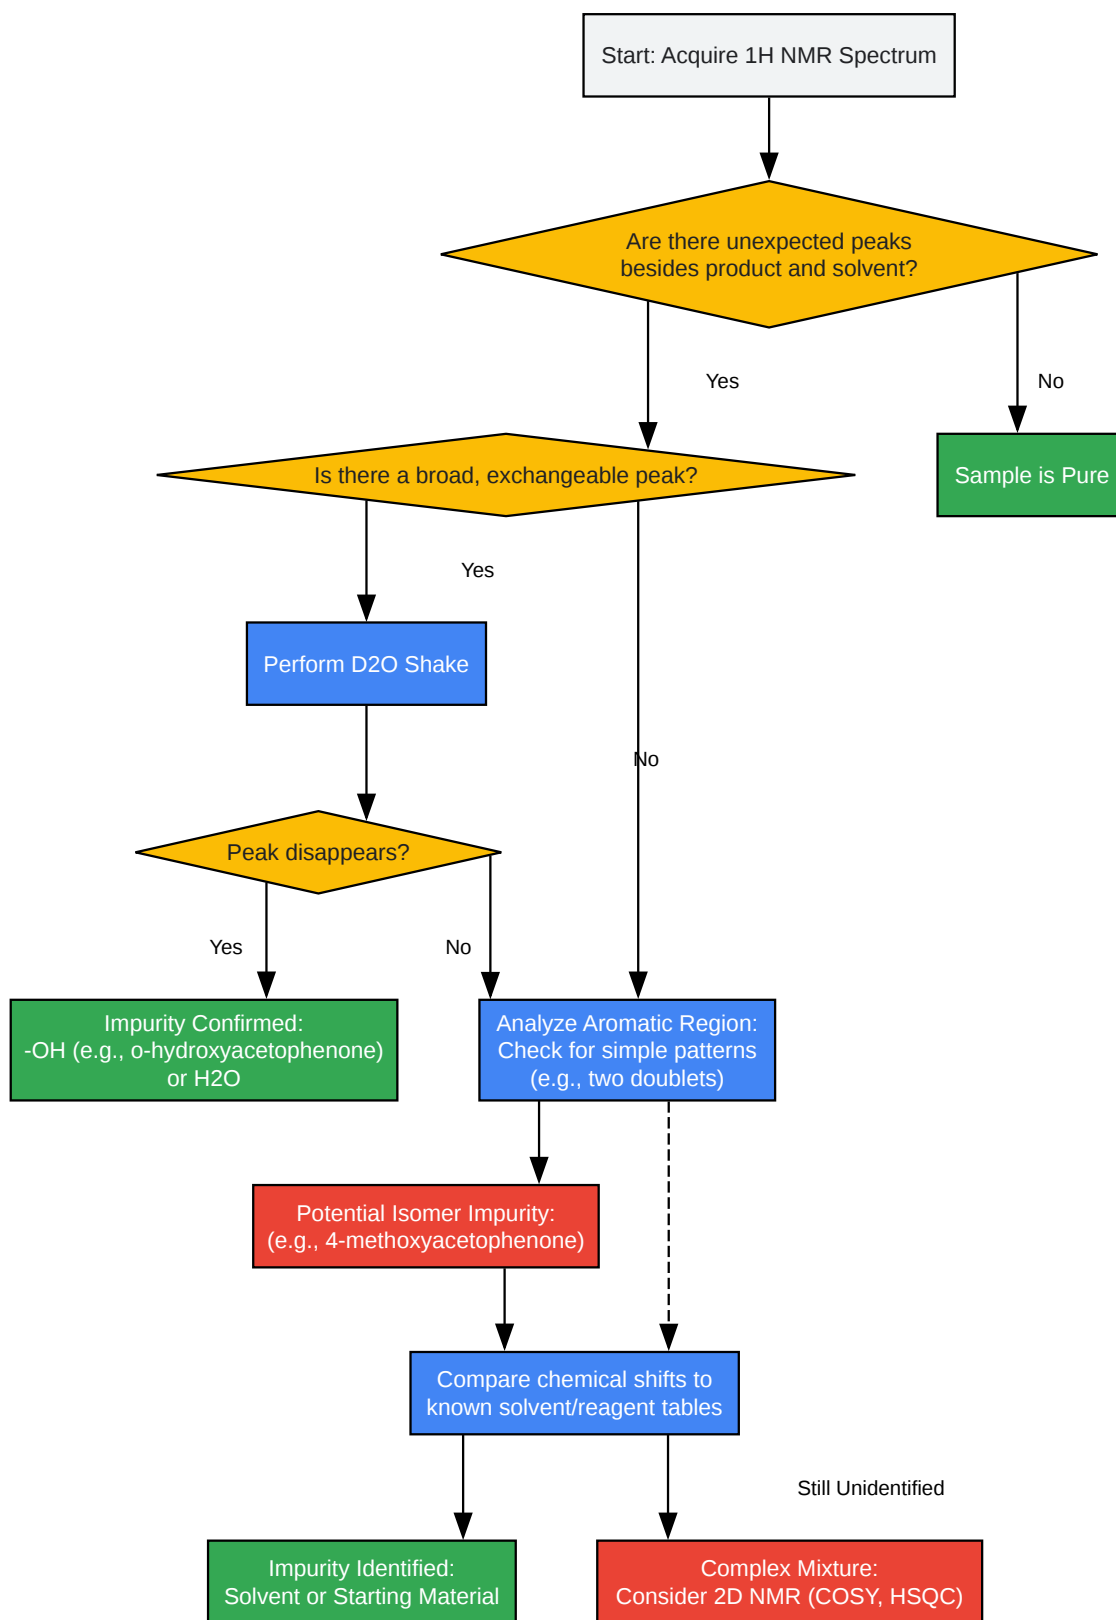 Start: Acquire 1H NMR Spectrum
Are there unexpected peaks
besides product and solvent?
Yes
No
Is there a broad, exchangeable peak?
Sample is Pure
Yes
Perform D2O Shake
No
Peak disappears?
Yes
No
Impurity Confirmed:
-OH (e.g., o-hydroxyacetophenone)
or H2O
Analyze Aromatic Region:
Check for simple patterns
(e.g., two doublets)
Potential Isomer Impurity:
(e.g., 4-methoxyacetophenone)
Compare chemical shifts to
known solvent/reagent tables
Still Unidentified
Impurity Identified:
Solvent or Starting Material
Complex Mixture:
Consider 2D NMR (COSY, HSQC)